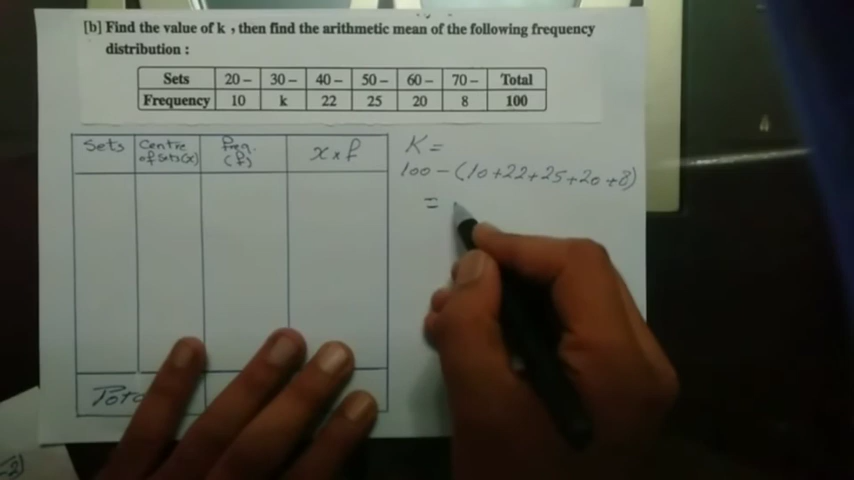 [b] Find the value of k , then find the arithmetic mean of the following frequency
distribution :
Sets 20 – 30 – 40 – 50 – 60 – 70 – Total
Frequency 10 k 22 25 20 8 100
Sets Centre of sets(x) freq. (f) x × f
K =
100 - (10+22+25+20+8)
=